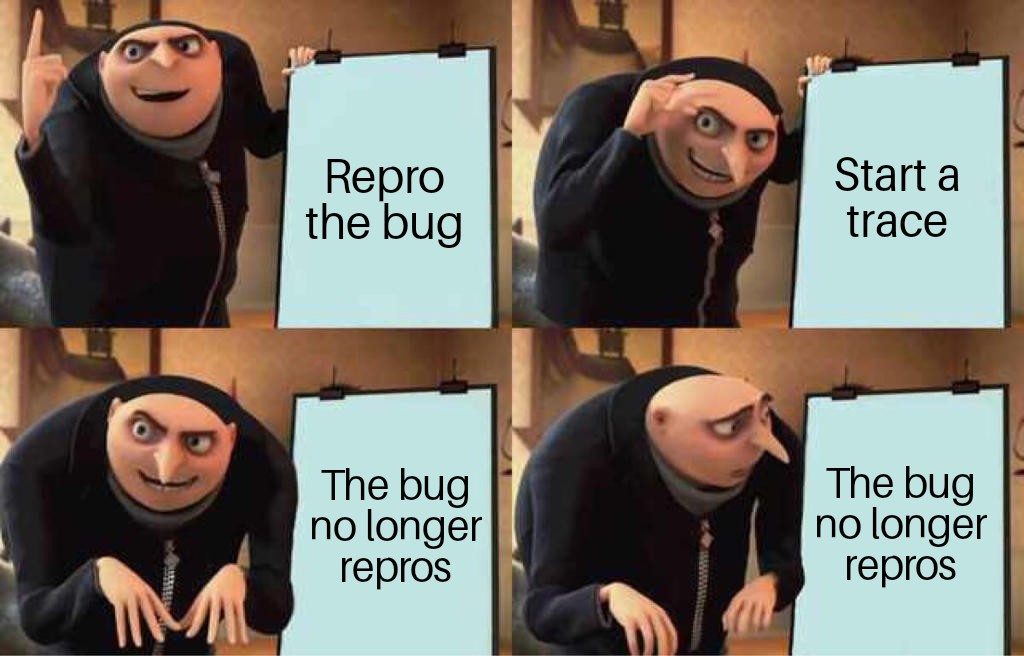 Repro
the bug
Start a
trace
The bug
no longer
repros
The bug
no longer
repros